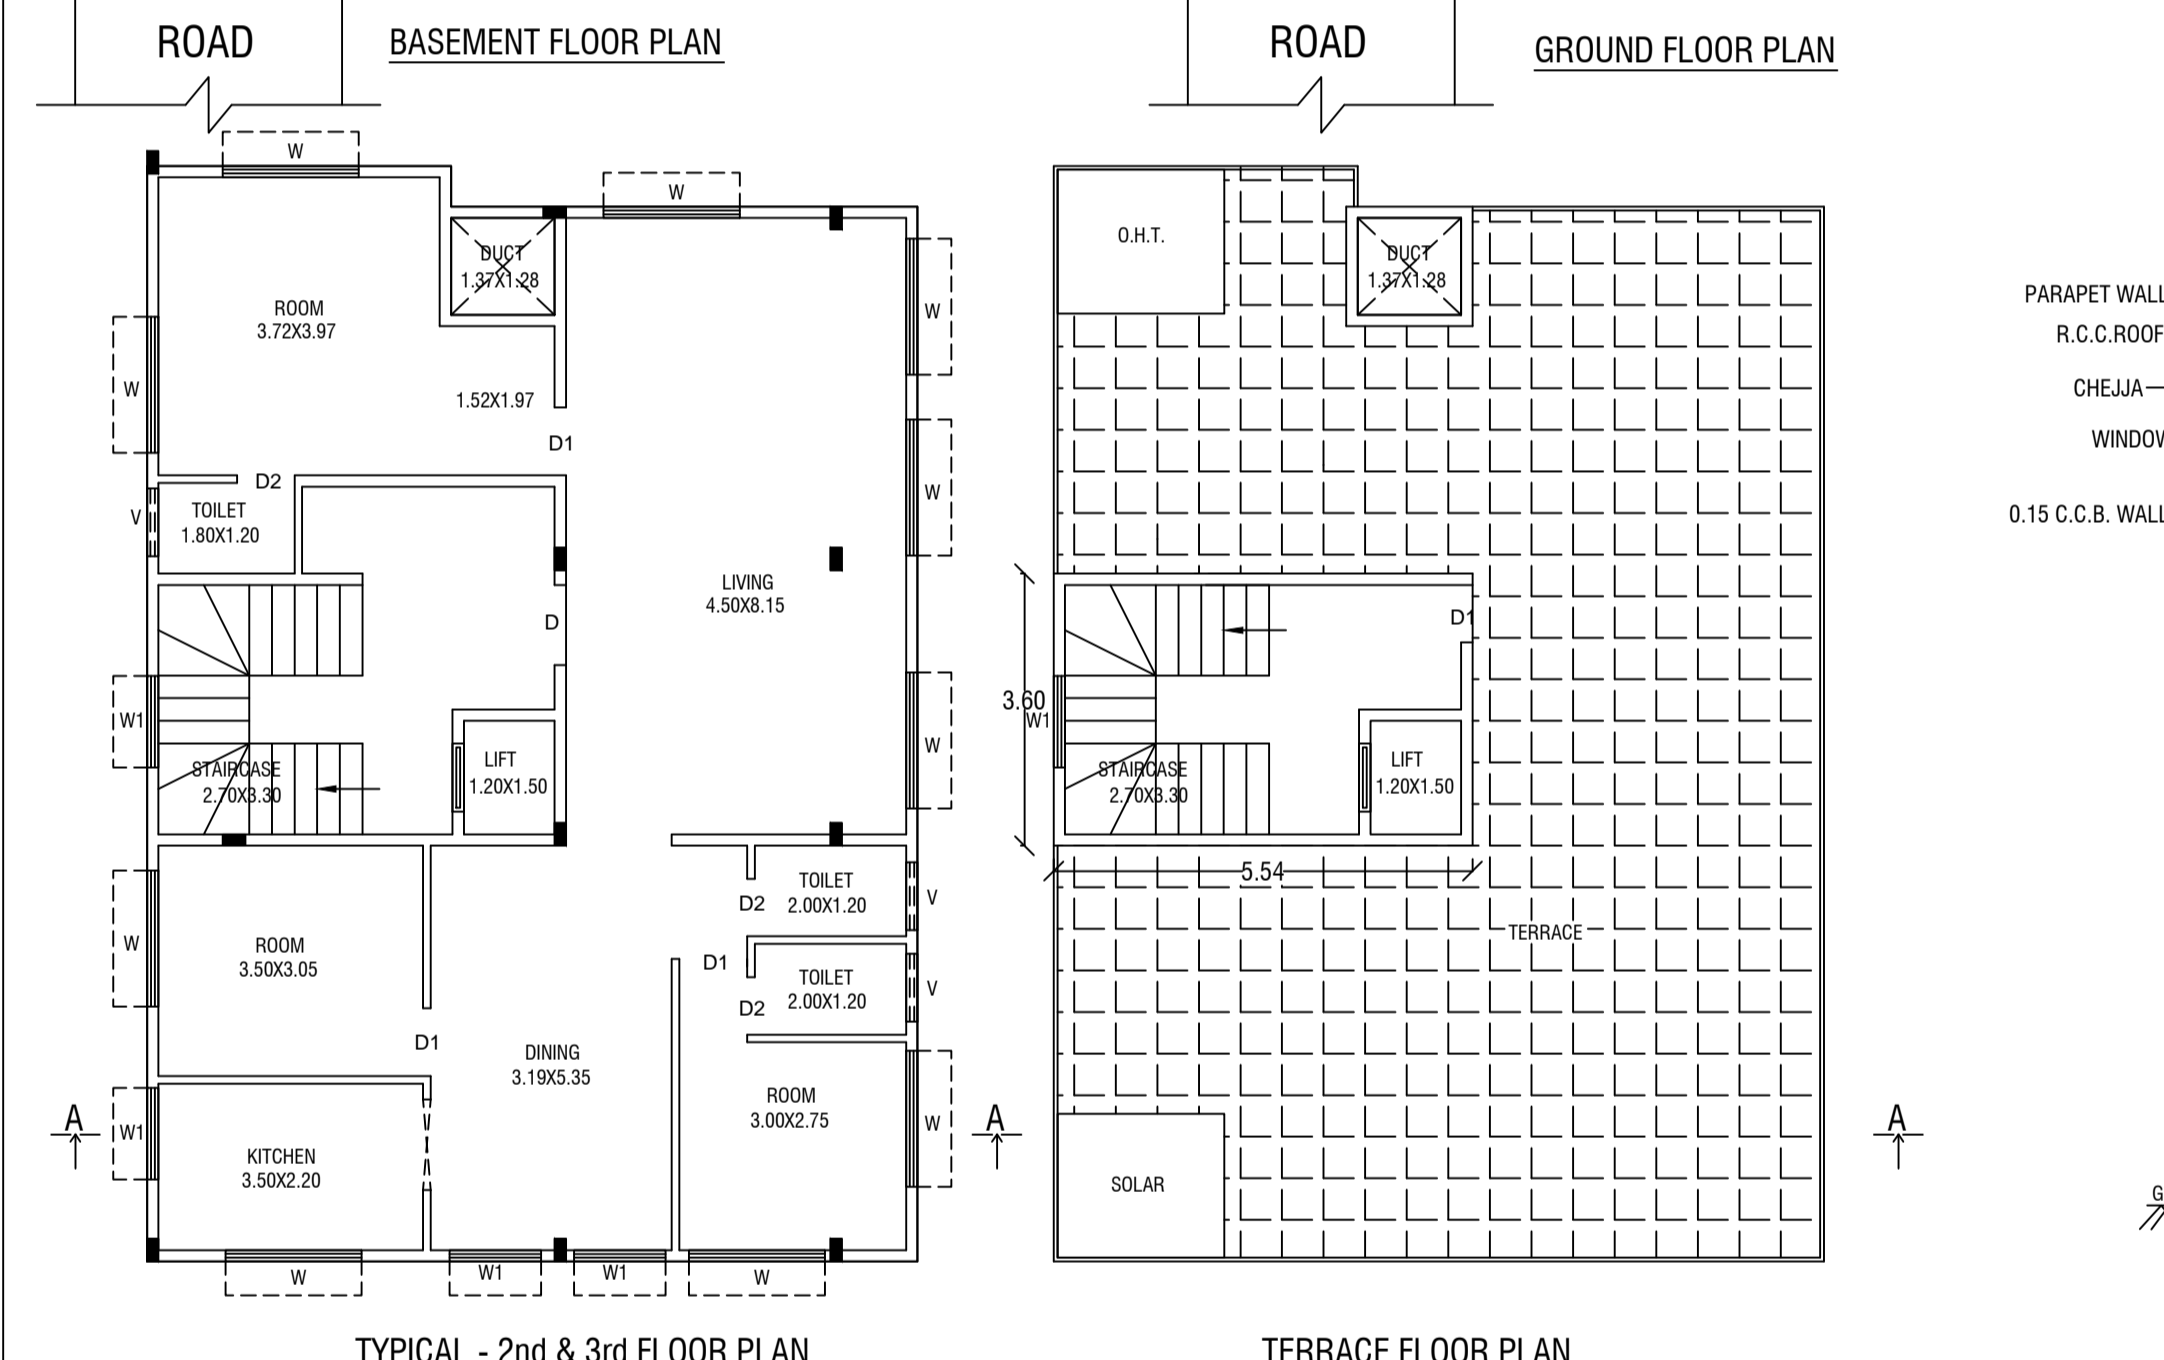 ROAD
BASEMENT FLOOR PLAN
ROAD
GROUND FLOOR PLAN
W
W
DUCT
1.37X1.28
W
ROOM
3.72X3.97
W
1.52X1.97
D1
W
D2
TOILET
1.80X1.20
V
LIVING
4.50X8.15
D
W1
LIFT
1.20X1.50
W
STAIRCASE
2.70X3.30
TOILET
2.00X1.20
D2
V
W
ROOM
3.50X3.05
D1
TOILET
2.00X1.20
D2
V
D1
DINING
3.19X5.35
ROOM
3.00X2.75
W
A
W1
KITCHEN
3.50X2.20
A
W
W1
W1
W
TYPICAL - 2nd & 3rd FLOOR PLAN
O.H.T.
DUCT
1.37X1.28
D1
3.60
W1
LIFT
1.20X1.50
STAIRCASE
2.70X3.30
5.54
TERRACE
A
SOLAR
TERRACE FLOOR PLAN
PARAPET WALL
R.C.C.ROOF
CHEJJA
WINDOW
0.15 C.C.B. WALL
G